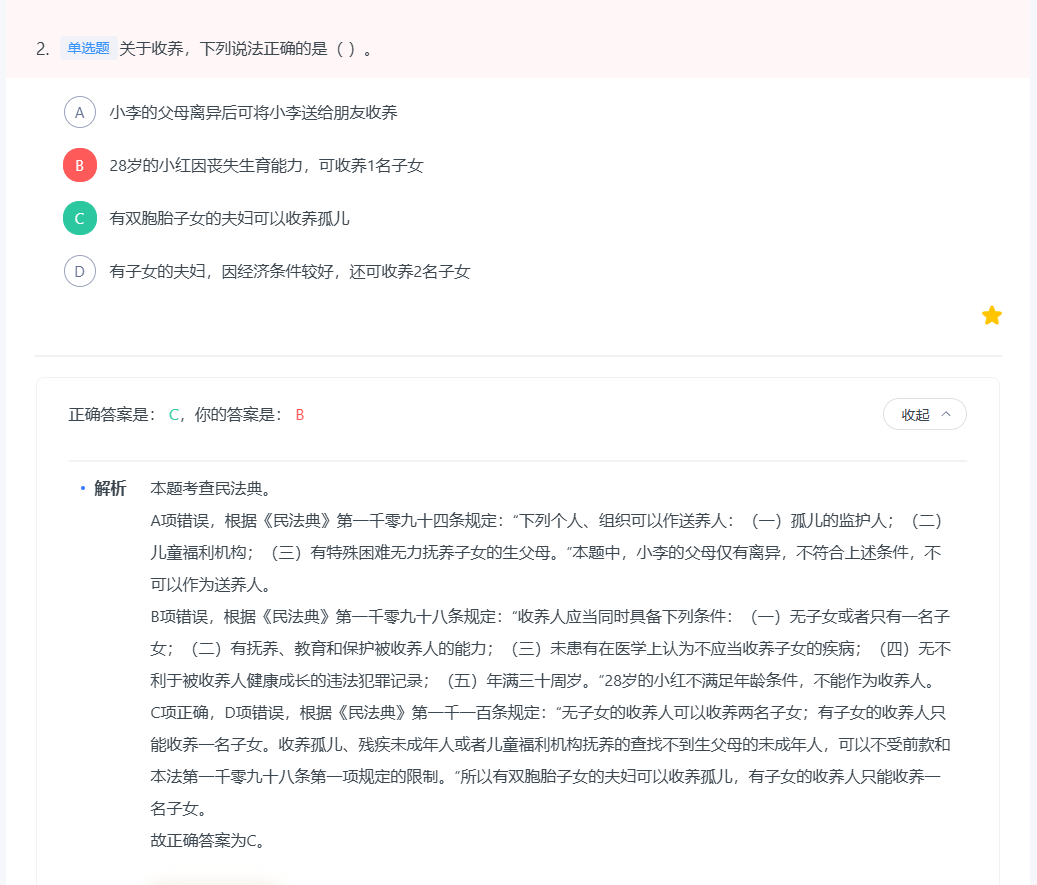 2. 单选题 关于收养，下列说法正确的是（ ）。
A 小李的父母离异后可将小李送给朋友收养
B 28岁的小红因丧失生育能力，可收养1名子女
C 有双胞胎子女的夫妇可以收养孤儿
D 有子女的夫妇，因经济条件较好，还可收养2名子女
正确答案是： C，你的答案是： B
收起
解析 本题考查民法典。
A项错误，根据《民法典》第一千零九十四条规定：“下列个人、组织可以作送养人：（一）孤儿的监护人；（二）
儿童福利机构；（三）有特殊困难无力抚养子女的生父母。”本题中，小李的父母仅有离异，不符合上述条件，不
可以作为送养人。
B项错误，根据《民法典》第一千零九十八条规定：“收养人应当同时具备下列条件：（一）无子女或者只有一名子
女；（二）有抚养、教育和保护被收养人的能力；（三）未患有在医学上认为不应当收养子女的疾病；（四）无不
利于被收养人健康成长的违法犯罪记录；（五）年满三十周岁。”28岁的小红不满足年龄条件，不能作为收养人。
C项正确，D项错误，根据《民法典》第一千一百条规定：“无子女的收养人可以收养两名子女；有子女的收养人只
能收养一名子女。收养孤儿、残疾未成年人或者儿童福利机构抚养的查找不到生父母的未成年人，可以不受前款和
本法第一千零九十八条第一项规定的限制。”所以有双胞胎子女的夫妇可以收养孤儿，有子女的收养人只能收养一
名子女。
故正确答案为C。